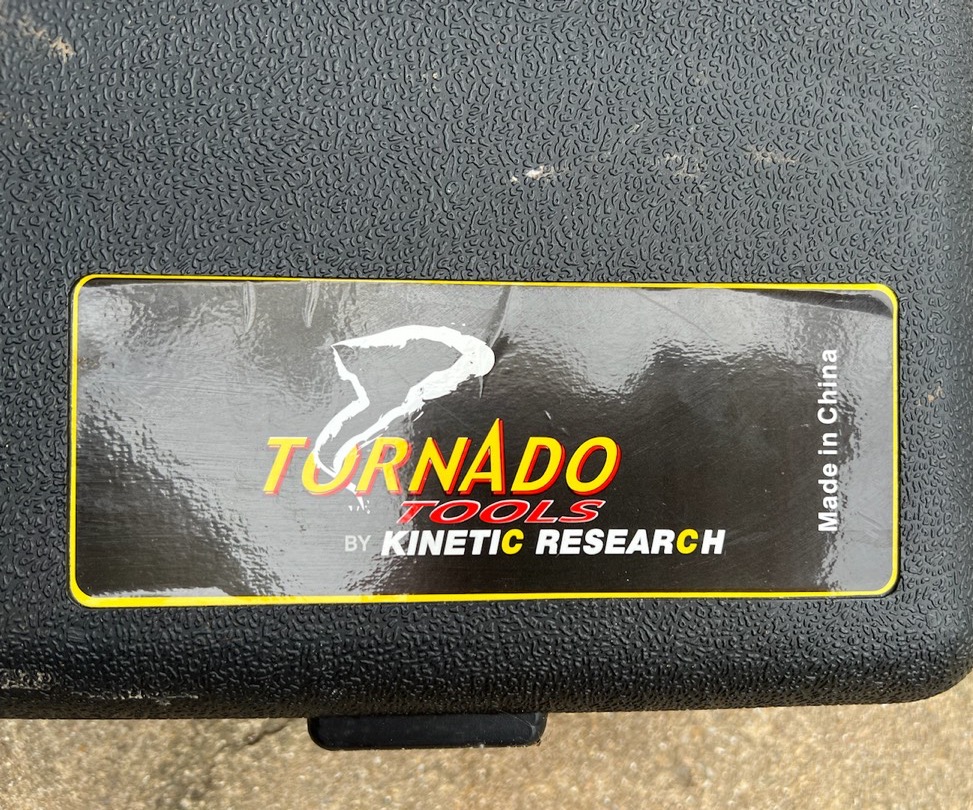 TORNADO
TOOLS
BY KINETIC RESEARCH
Made in China